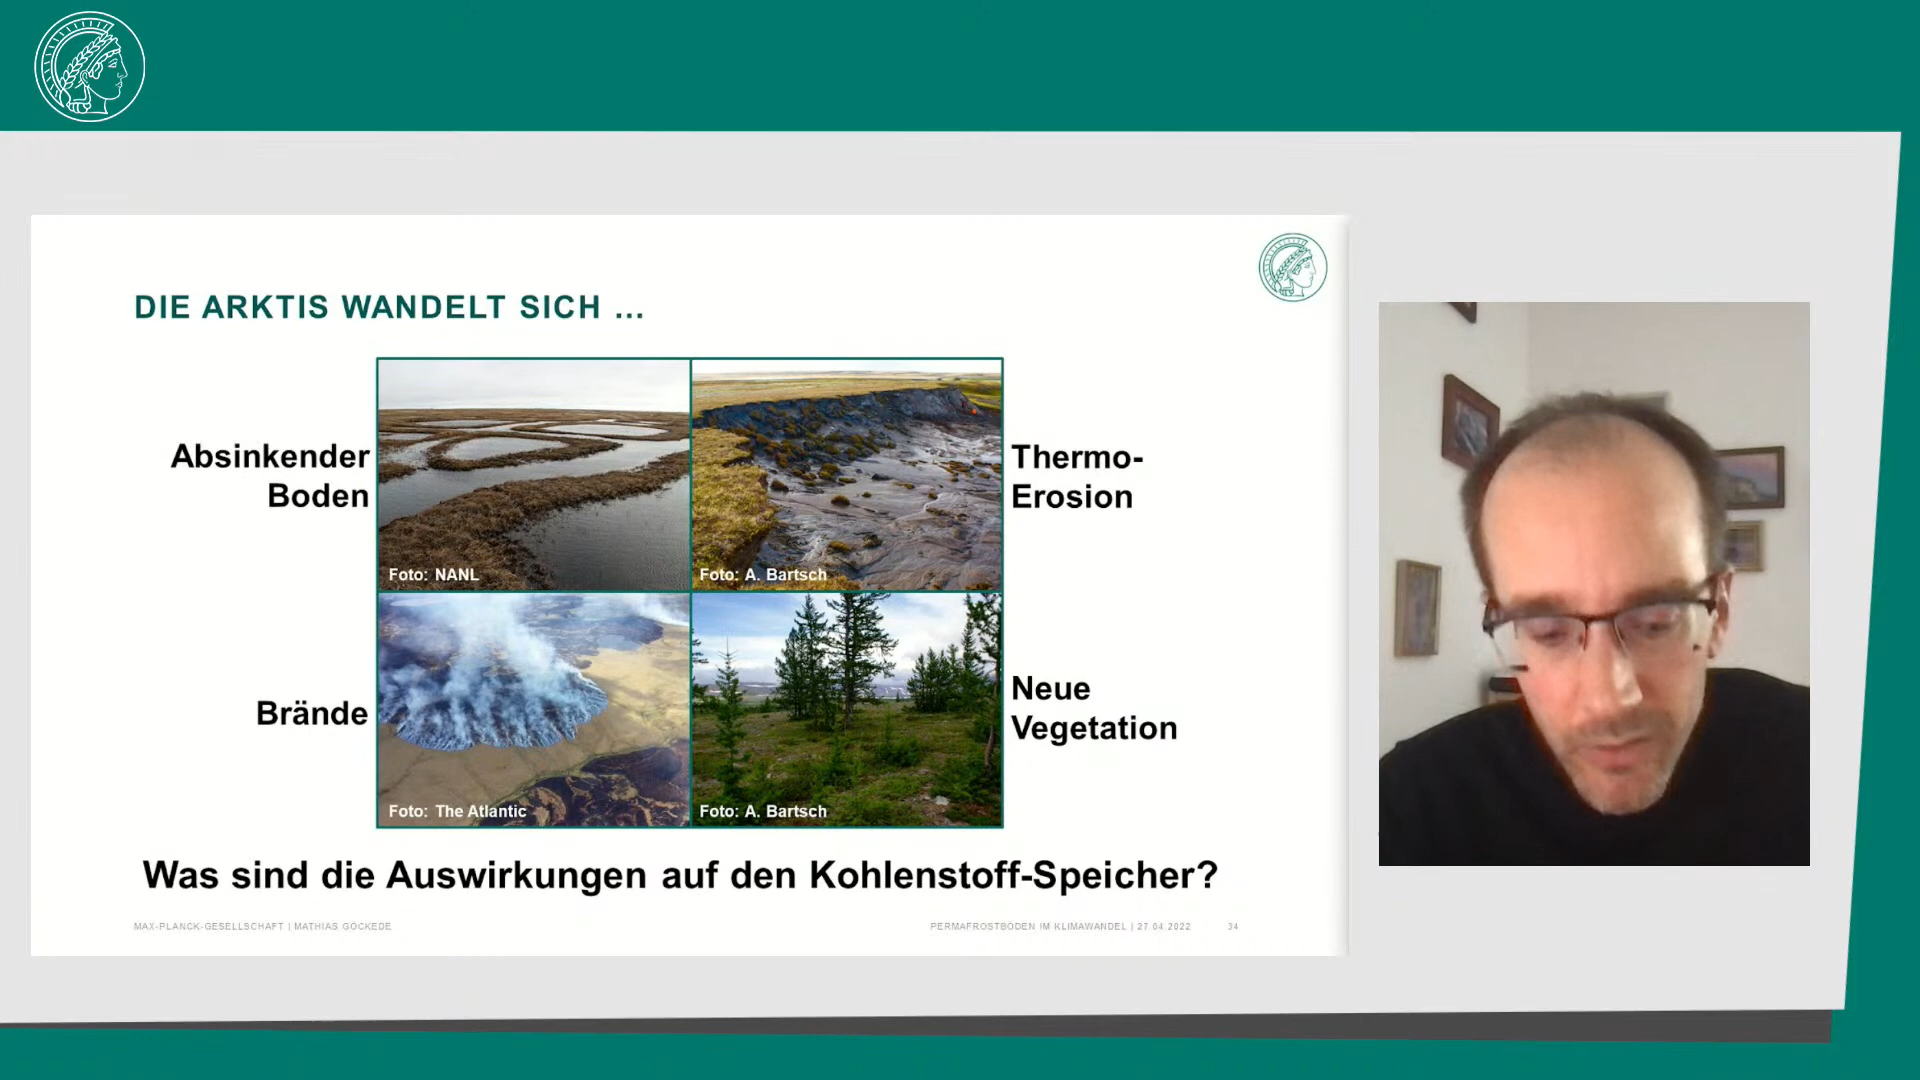 DIE ARKTIS WANDELT SICH ...
Absinkender
Boden
Thermo-
Erosion
Foto: NANL
Foto: A. Bartsch
Brände
Neue
Vegetation
Foto: The Atlantic
Foto: A. Bartsch
Was sind die Auswirkungen auf den Kohlenstoff-Speicher?
MAX-PLANCK-GESELLSCHAFT | MATHIAS GÖCKEDE
PERMAFROSTBÖDEN IM KLIMAWANDEL | 27.04.2022
34